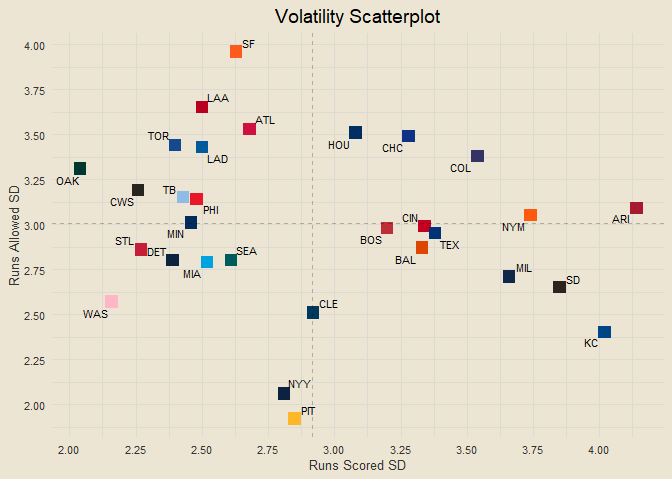 Volatility Scatterplot
SF
4.00
3.75
LAA
ATL
3.50
TOR
HOU
CHC
LAD
COL
3.25
OAK
TB
CWS
PHI
CIN
ARI
3.00
NYM
MIN
BOS
STL
TEX
DET
SEA
BAL
2.75
MIA
MIL
SD
2.50
WAS
CLE
KC
2.25
NYY
2.00
PIT
Runs Allowed SD
2.00
2.25
2.50
2.75
3.00
3.25
3.50
3.75
4.00
Runs Scored SD